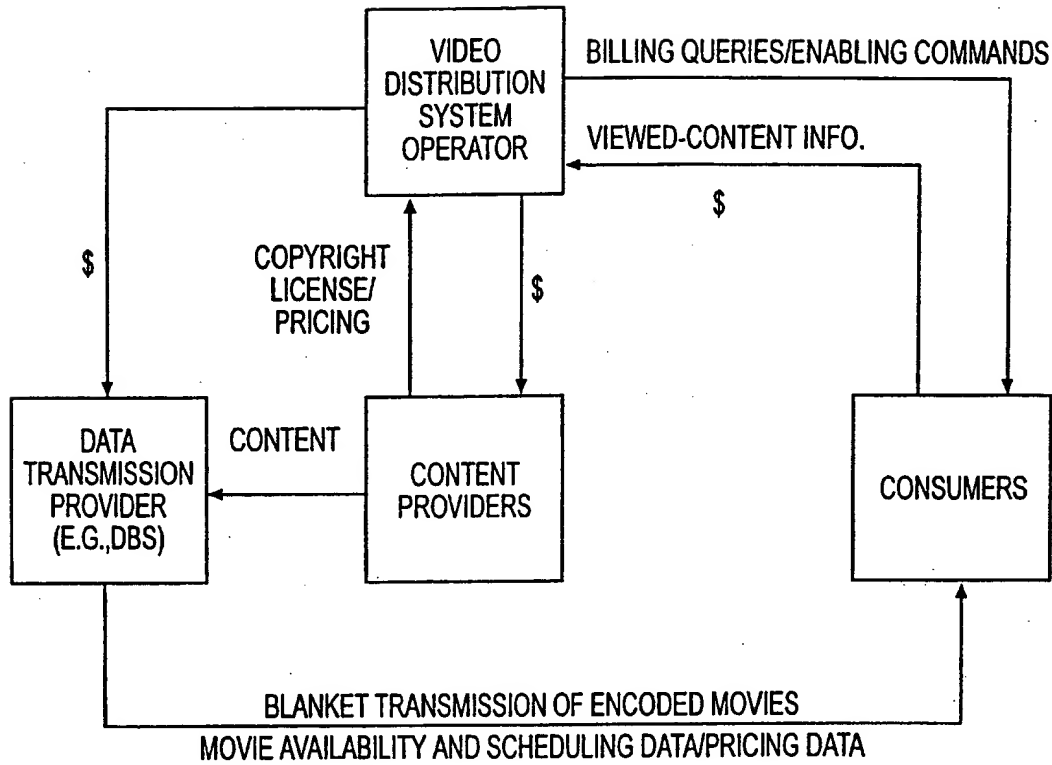 VIDEO
DISTRIBUTION
SYSTEM
OPERATOR
BILLING QUERIES/ENABLING COMMANDS
VIEWED-CONTENT INFO.
$
$
COPYRIGHT
LICENSE/
PRICING
$
DATA
TRANSMISSION
PROVIDER
(E.G.,DBS)
CONTENT
CONTENT
PROVIDERS
CONSUMERS
BLANKET TRANSMISSION OF ENCODED MOVIES
MOVIE AVAILABILITY AND SCHEDULING DATA/PRICING DATA